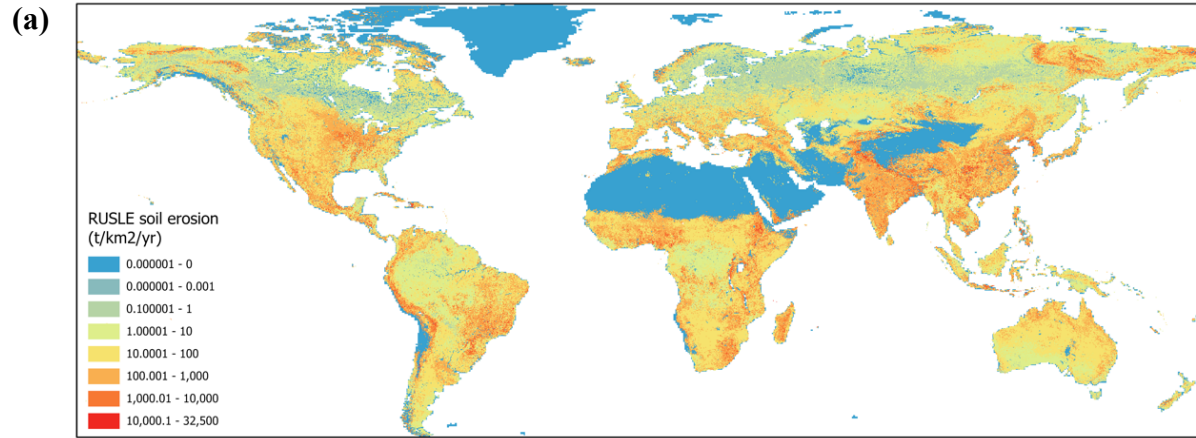 (a)
RUSLE soil erosion
(t/km2/yr)
0.000001 - 0
0.000001 - 0.001
0.100001 - 1
1.00001 - 10
10.0001 - 100
100.001 - 1,000
1,000.01 - 10,000
10,000.1 - 32,500